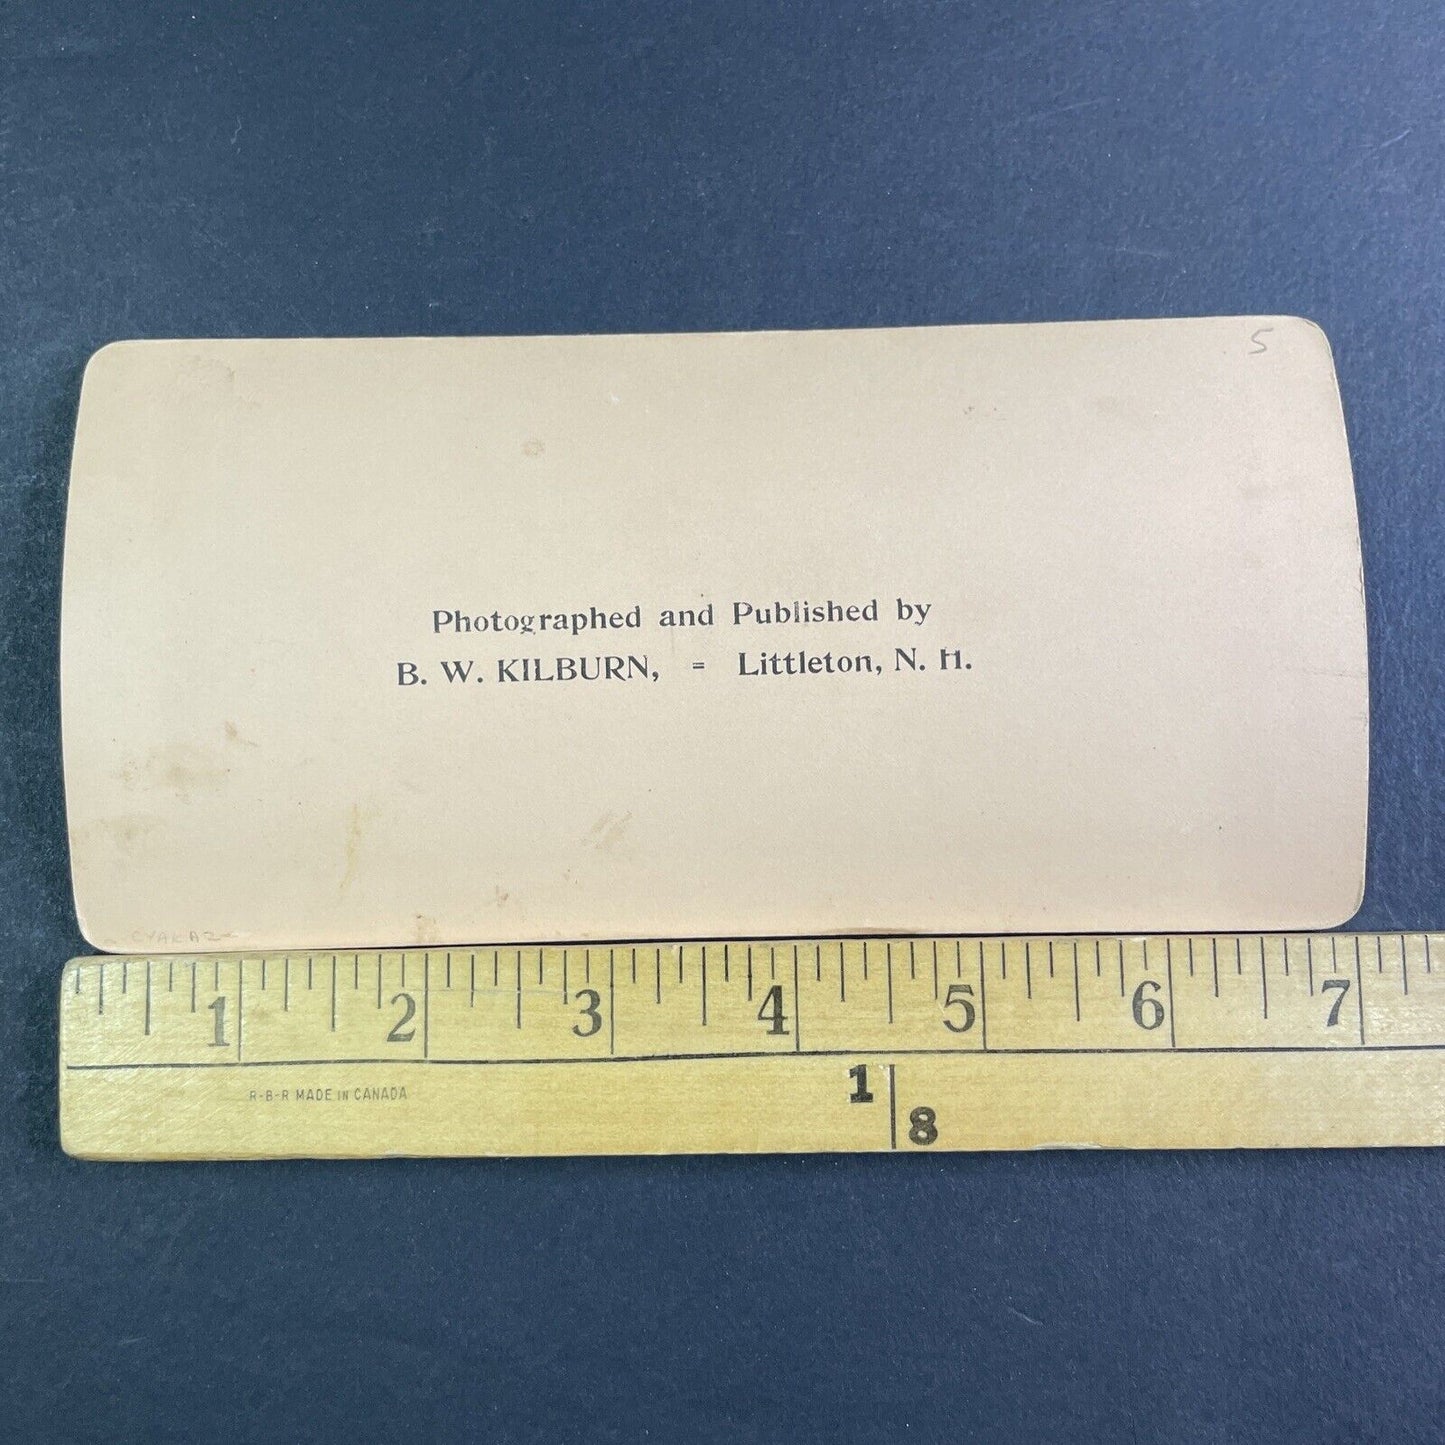 5
Photographed and Published by
B. W. KILBURN, = Littleton, N. H.
1 2 3 4 5 6 7
R-B-R MADE IN CANADA
1
8